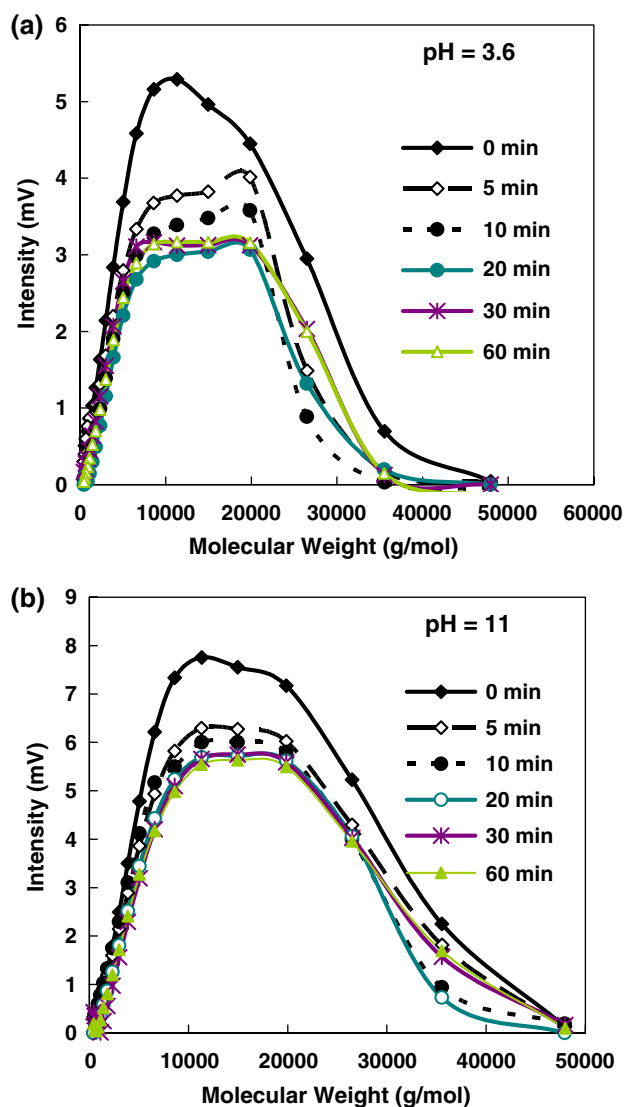 (a)
pH = 3.6
6
5
4
3
2
1
0
Intensity (mV)
0 min
5 min
10 min
20 min
30 min
60 min
0 10000 20000 30000 40000 50000 60000
Molecular Weight (g/mol)
(b)
pH = 11
9
8
7
6
5
4
3
2
1
0
Intensity (mV)
0 min
5 min
10 min
20 min
30 min
60 min
0 10000 20000 30000 40000 50000
Molecular Weight (g/mol)